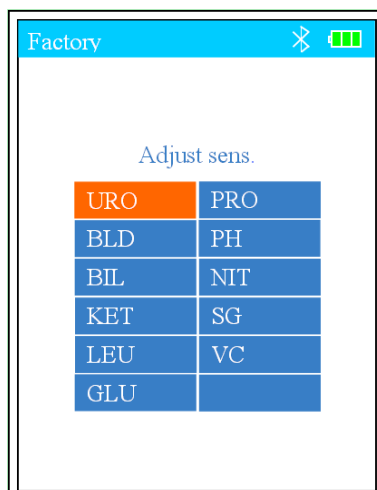 Factory
Adjust sens.
URO PRO
BLD PH
BIL NIT
KET SG
LEU VC
GLU